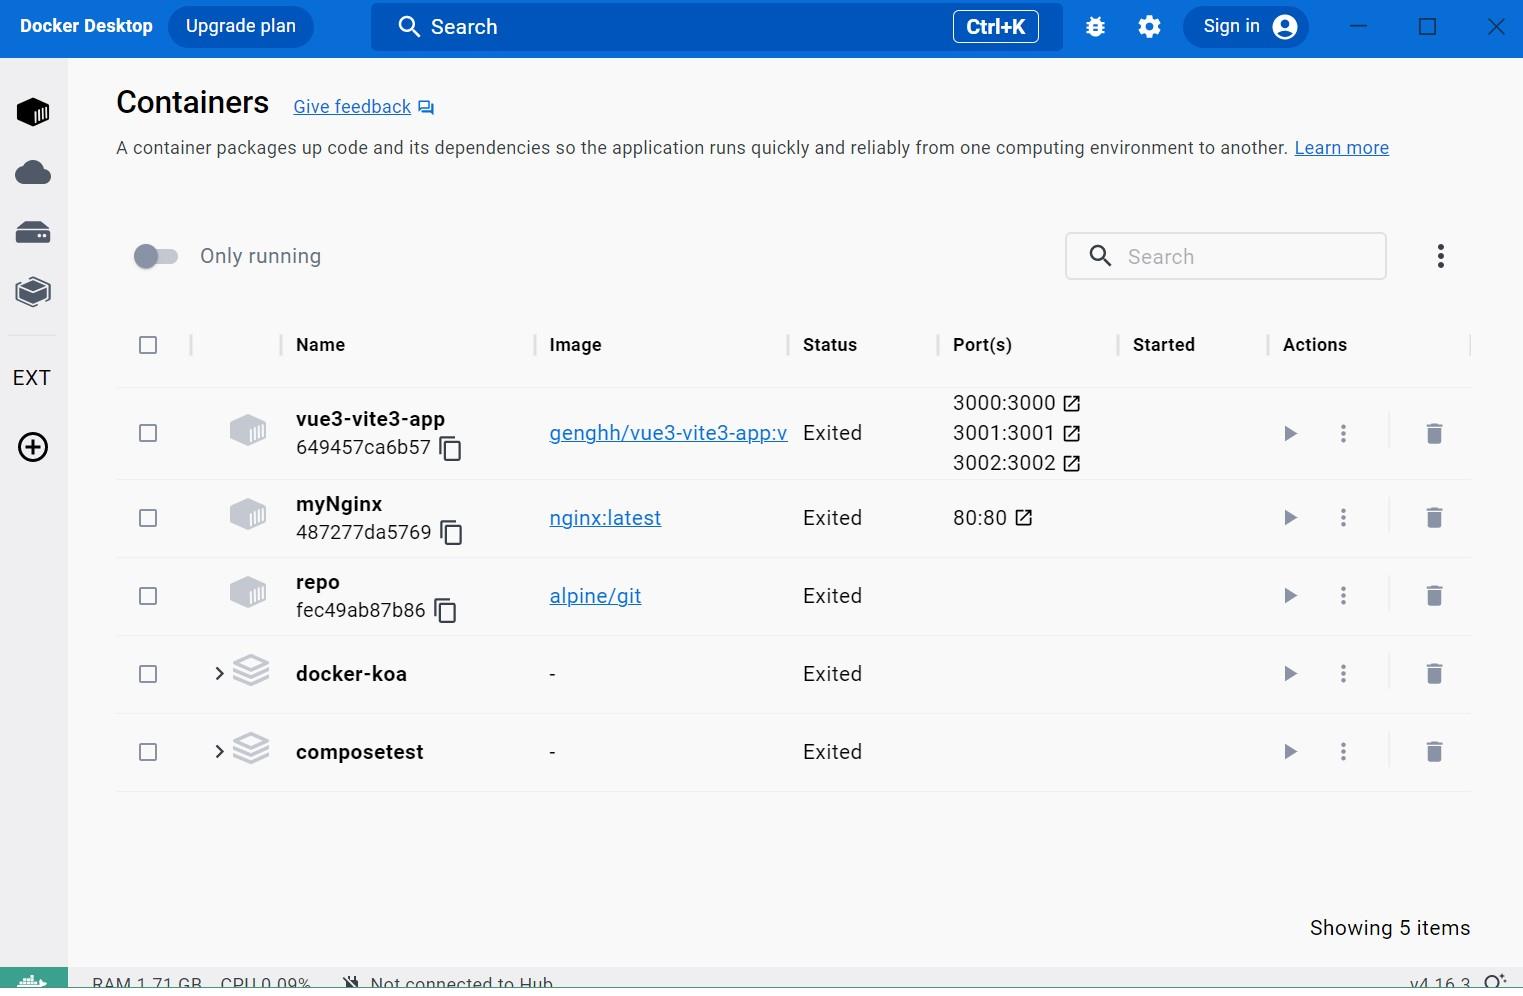 Docker Desktop Upgrade plan Search Ctrl+K Sign in
Containers Give feedback
A container packages up code and its dependencies so the application runs quickly and reliably from one computing environment to another. Learn more
Only running Search
Name Image Status Port(s) Started Actions
EXT
3000:3000
vue3-vite3-app
genghh/vue3-vite3-app:v Exited 3001:3001
649457ca6b57
3002:3002
myNginx
nginx:latest Exited 80:80
487277da5769
repo
alpine/git Exited
fec49ab87b86
docker-koa - Exited
composetest - Exited
Showing 5 items
RAM 1.71 GB CPU 0.09% Not connected to Hub v4.16.3